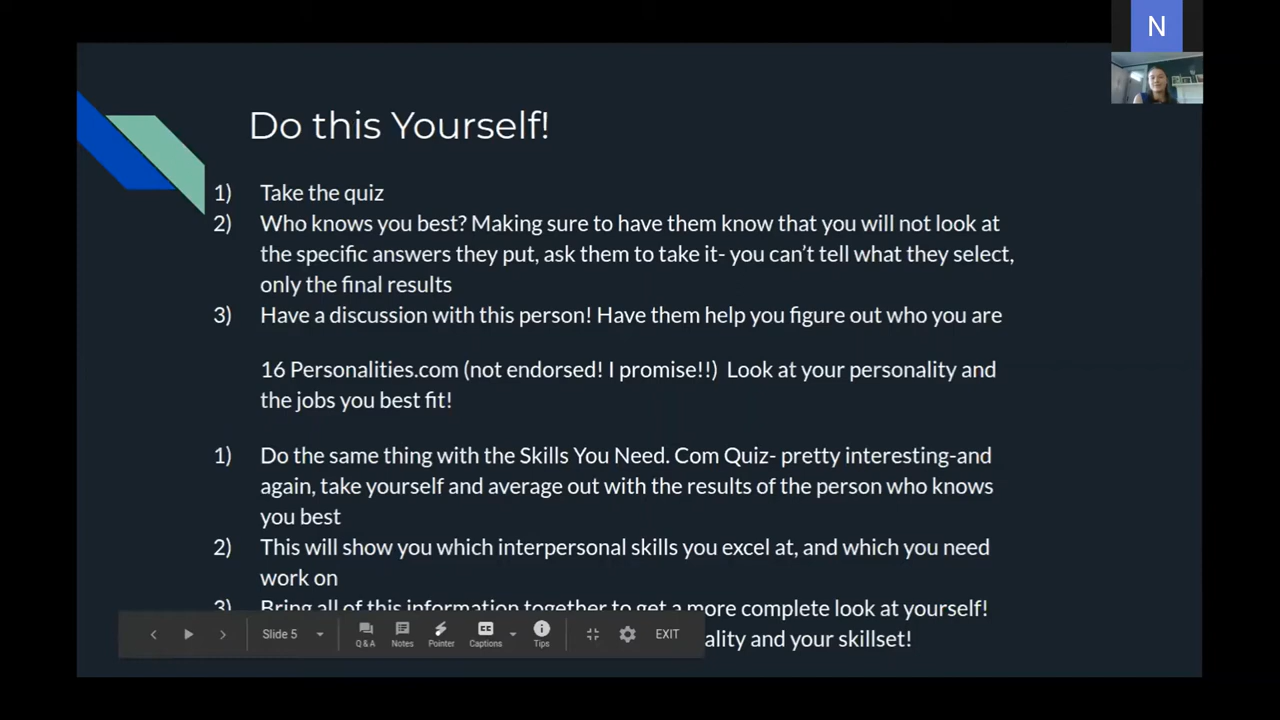 N
Do this Yourself!
1) Take the quiz
2) Who knows you best? Making sure to have them know that you will not look at
the specific answers they put, ask them to take it- you can't tell what they select,
only the final results
3) Have a discussion with this person! Have them help you figure out who you are
16 Personalities.com (not endorsed! I promise!!) Look at your personality and
the jobs you best fit!
1) Do the same thing with the Skills You Need. Com Quiz- pretty interesting-and
again, take yourself and average out with the results of the person who knows
you best
2) This will show you which interpersonal skills you excel at, and which you need
work on
3) Bring all of this information together to get a more complete look at yourself!
ality and your skillset!
Slide 5
Q & A
Notes
Pointer
Captions
Tips
EXIT